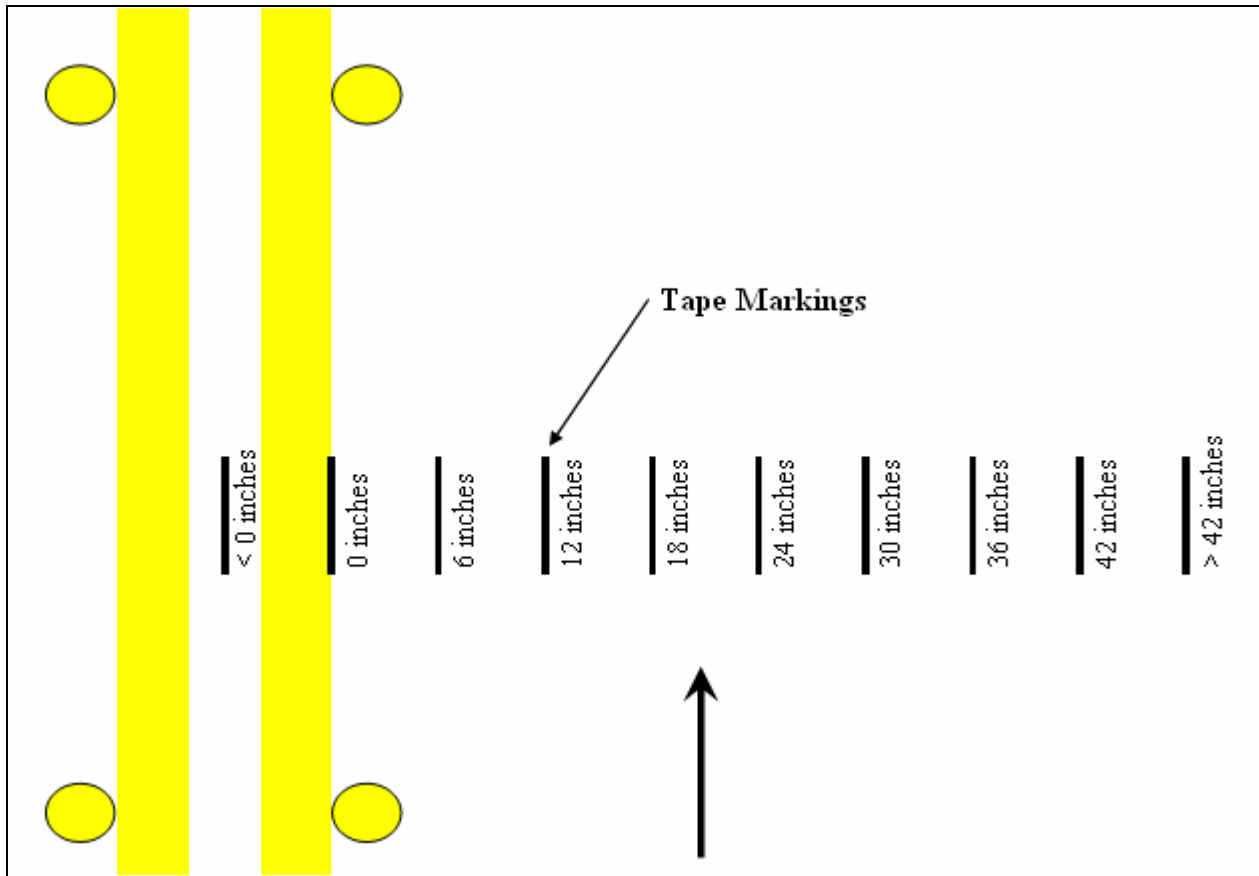 Tape Markings
< 0 inches
0 inches
6 inches
12 inches
18 inches
24 inches
30 inches
36 inches
42 inches
> 42 inches